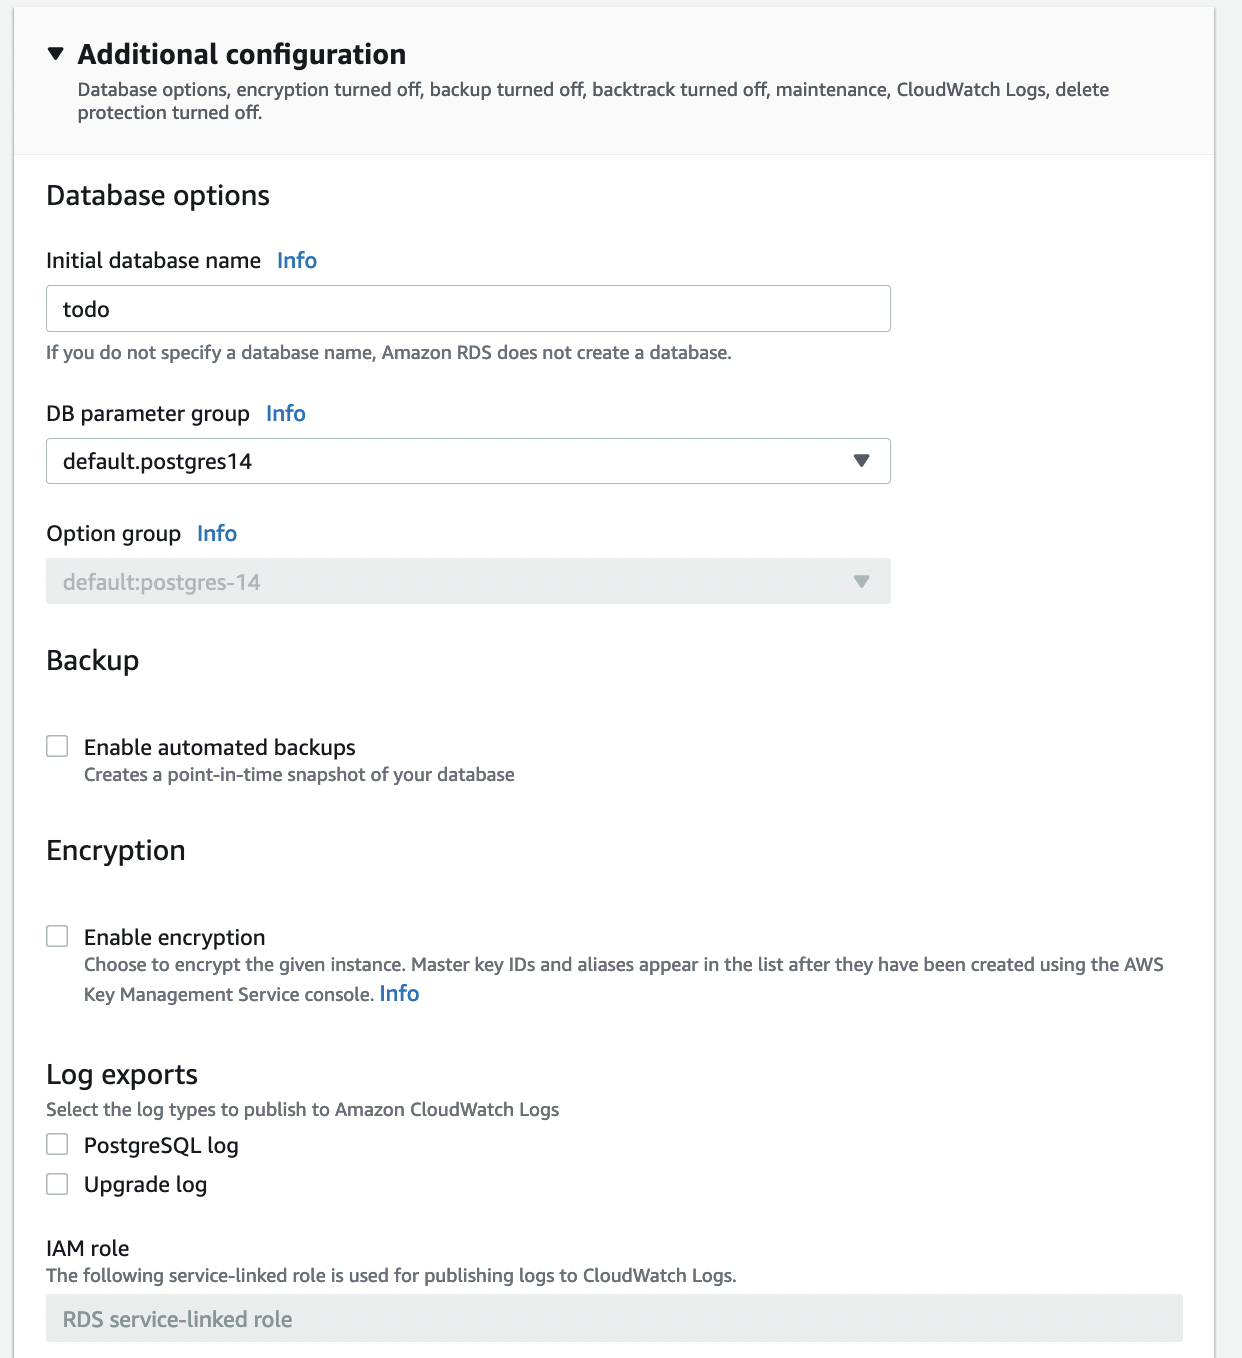 Additional configuration
Database options, encryption turned off, backup turned off, backtrack turned off, maintenance, CloudWatch Logs, delete
protection turned off.
Database options
Initial database name Info
todo
If you do not specify a database name, Amazon RDS does not create a database.
DB parameter group Info
default.postgres14
Option group Info
default:postgres-14
Backup
Enable automated backups
Creates a point-in-time snapshot of your database
Encryption
Enable encryption
Choose to encrypt the given instance. Master key IDs and aliases appear in the list after they have been created using the AWS
Key Management Service console. Info
Log exports
Select the log types to publish to Amazon CloudWatch Logs
PostgreSQL log
Upgrade log
IAM role
The following service-linked role is used for publishing logs to CloudWatch Logs.
RDS service-linked role